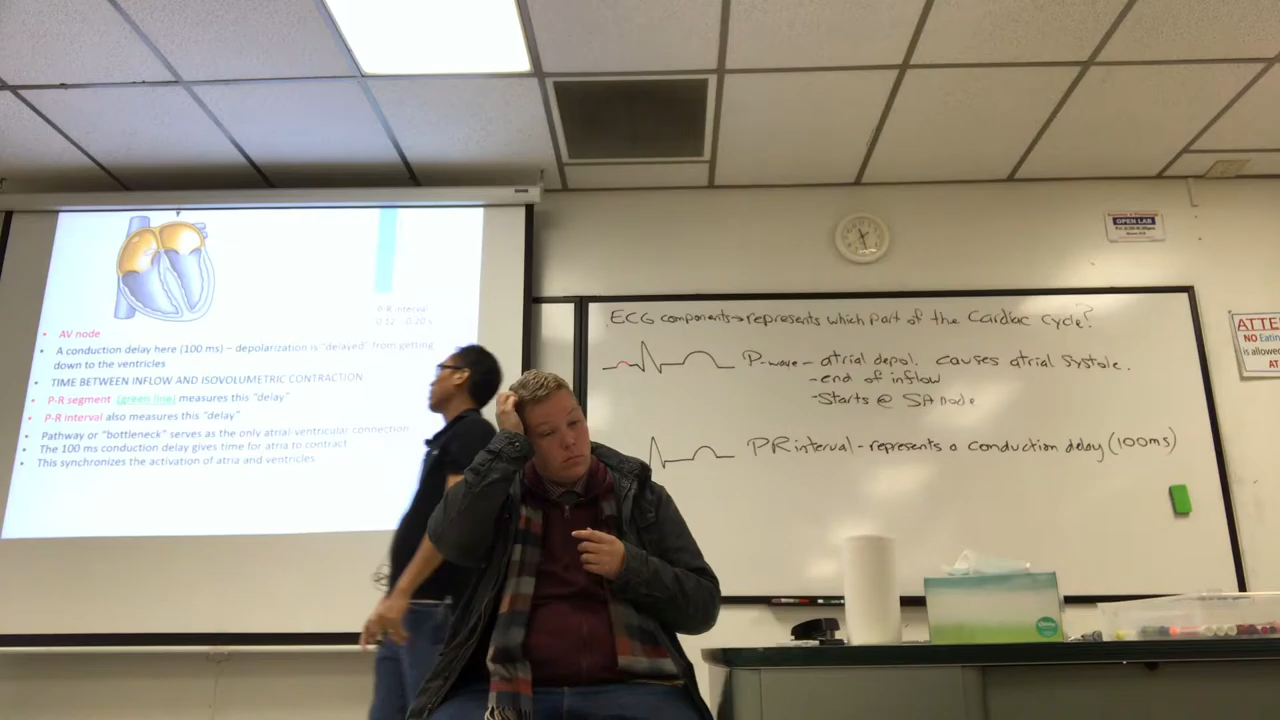 P-R interval
0.12 - 0.20 s
AV node
A conduction delay here (100 ms) – depolarization is "delayed" from getting
down to the ventricles
TIME BETWEEN INFLOW AND ISOVOLUMETRIC CONTRACTION
P-R segment (green line) measures this "delay"
P-R interval also measures this "delay"
Pathway or "bottleneck" serves as the only atrial-ventricular connection
The 100 ms conduction delay gives time for atria to contract
This synchronizes the activation of atria and ventricles
ECG components→represents which part of the Cardiac Cycle?
P-wave – atrial depol. causes atrial systole.
-end of inflow
-Starts @ SA node
PR interval - represents a conduction delay (100ms)
OPEN LAB
ATTE
NO Eatin
is allowe
AT
Kleenex